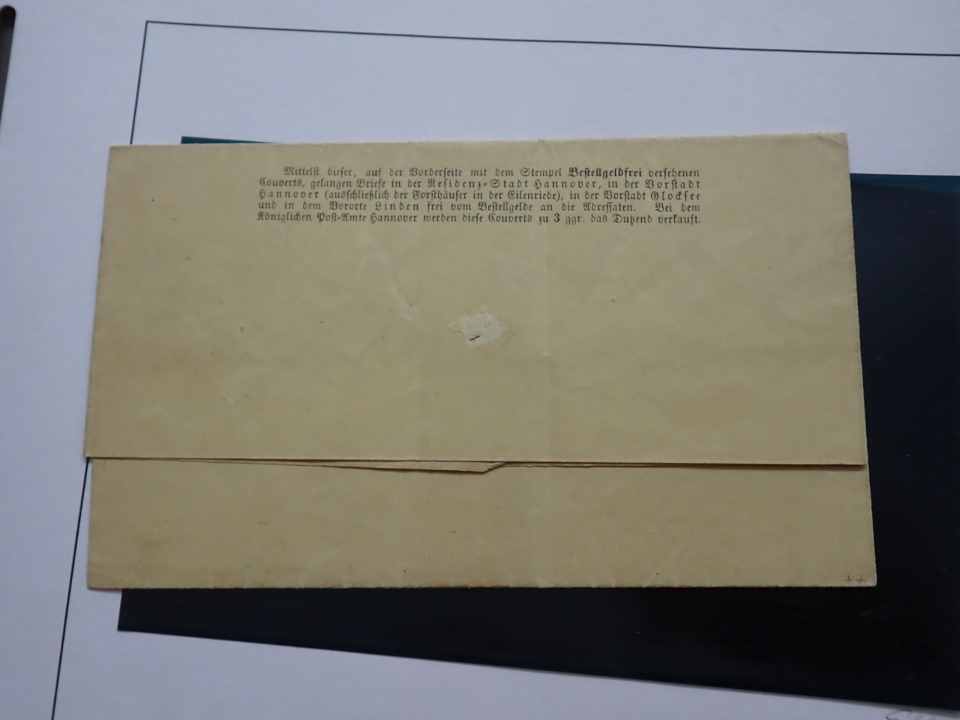 Mittelst dieser, auf der Vorderseite mit dem Stempel Bestellgeldfrei versehenen
Couverts, gelangen Briefe in der Residenz-Stadt Hannover, in der Vorstadt
Hannover (ausschließlich der Forsthäuser in der Eilenriede), in der Vorstadt Glocksee
und in dem Vororte Linden frei vom Bestellgelde an die Adressaten. Bei dem
Königlichen Post-Amte Hannover werden diese Couverts zu 3 ggr. das Dutzend verkauft.